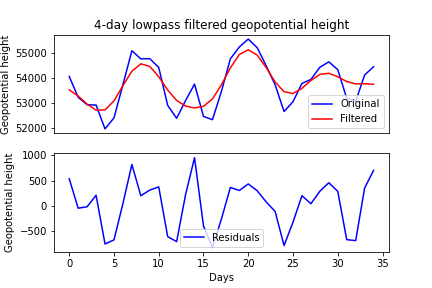 4-day lowpass filtered geopotential height
Geopotential height
55000
54000
53000
52000
Original
Filtered
Geopotential height
1000
500
0
−500
Residuals
0 5 10 15 20 25 30 35
Days